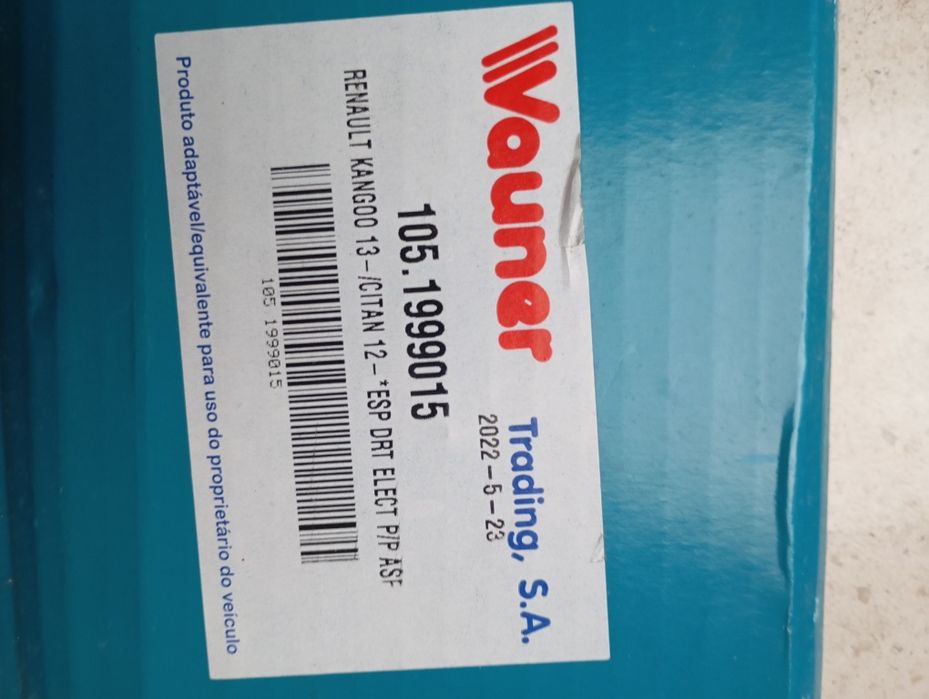 Vauner
Trading, S.A.
2022-5-23
105.1999015
RENAULT KANGOO 13-/CITAN 12-*ESP DRT ELECT P/P ASF
105 1999015
Produto adaptável/equivalente para uso do proprietário do veículo